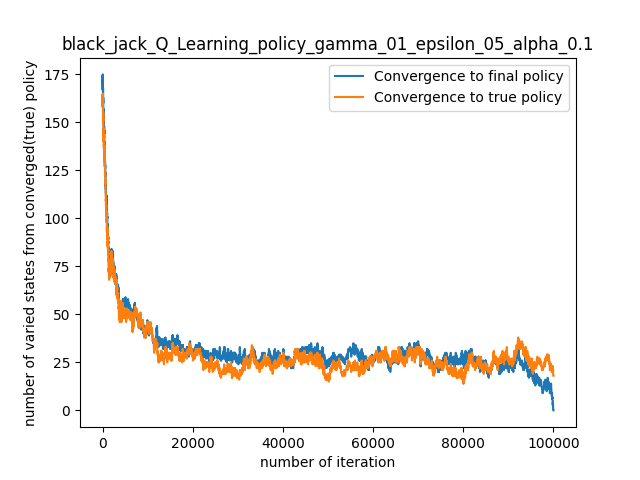 black_jack_Q_Learning_policy_gamma_01_epsilon_05_alpha_0.1
Convergence to final policy
Convergence to true policy
number of varied states from converged(true) policy
175
150
125
100
75
50
25
0
0 20000 40000 60000 80000 100000
number of iteration